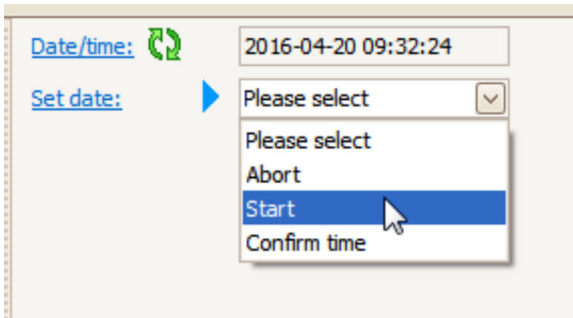 Date/time: 2016-04-20 09:32:24
Set date: Please select
Please select
Abort
Start
Confirm time